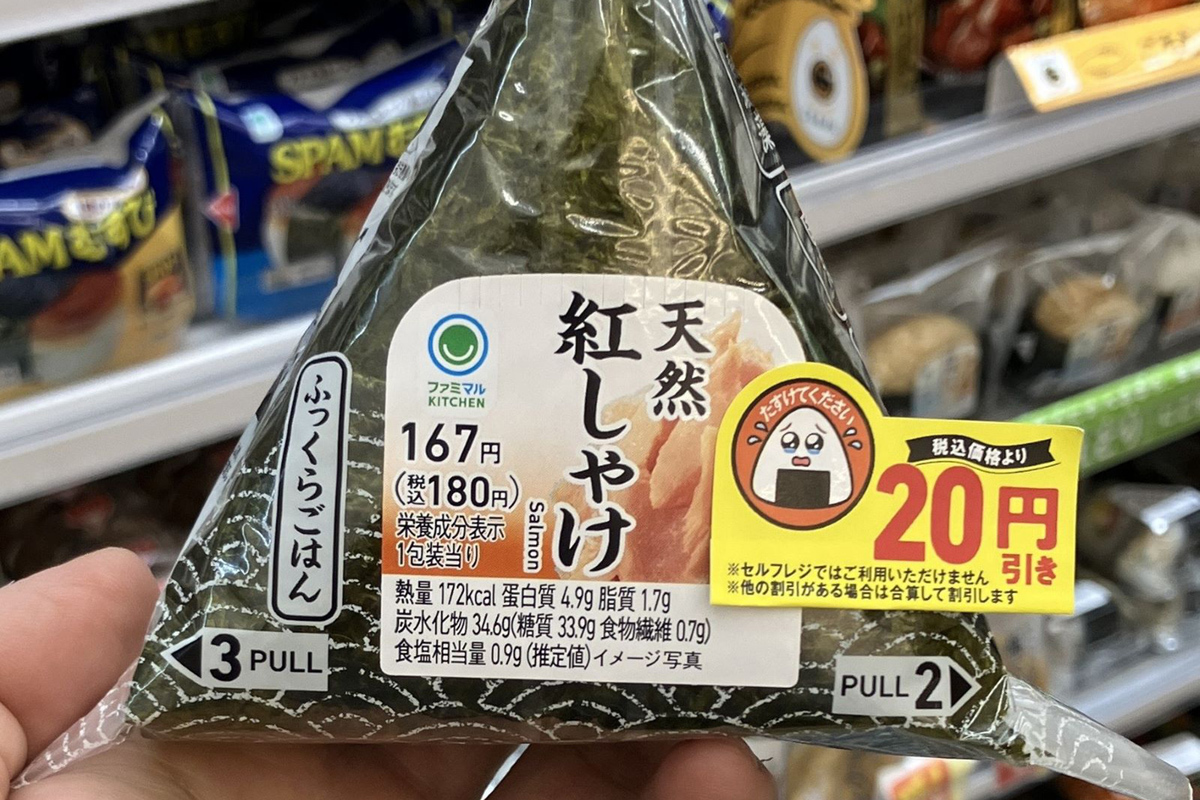 SPAMむ
AMむすび
ふっくらごはん
ファミマル
KITCHEN
天然
紅しゃけ
Salmon
167円
(税込180円)
栄養成分表示
1包装当り
熱量 172kcal 蛋白質 4.9g 脂質 1.7g
炭水化物 34.6g(糖質 33.9g 食物繊維 0.7g)
食塩相当量 0.9g (推定値)イメージ写真
たすけてください
税込価格より
20円
引き
※セルフレジではご利用いただけません
※他の割引がある場合は合算して割引します
3 PULL
PULL 2